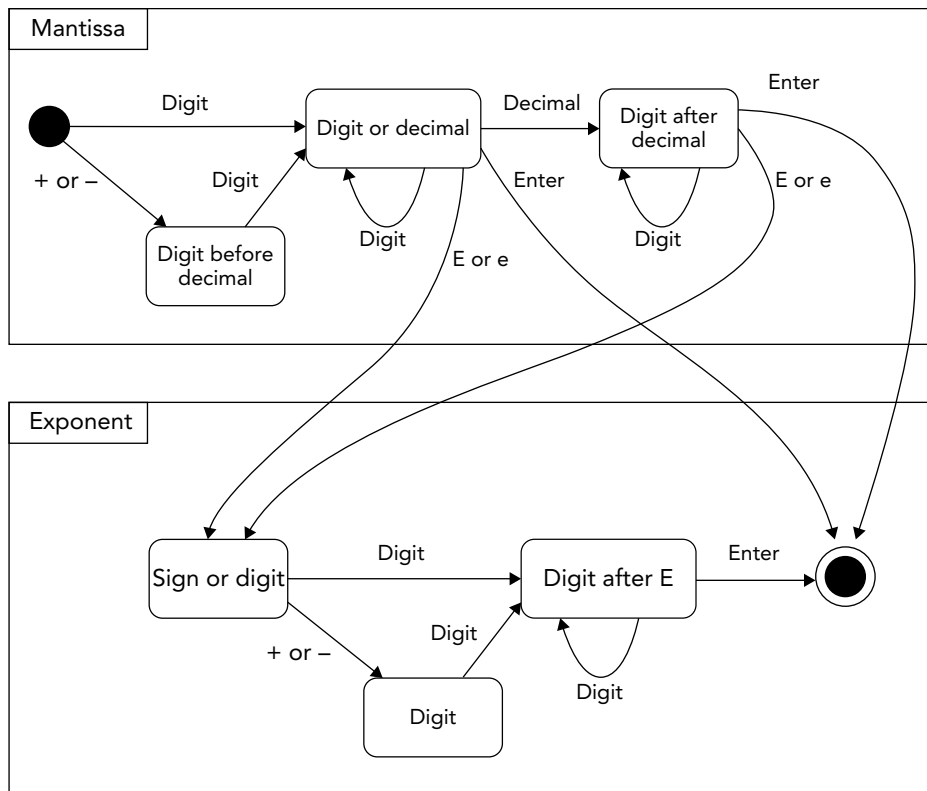 Mantissa
Enter
Digit
Decimal
Digit or decimal
Digit after
decimal
+ or –
Digit
Enter
E or e
Digit
Digit
Digit before
decimal
E or e
Exponent
Digit
Enter
Sign or digit
Digit after E
+ or –
Digit
Digit
Digit